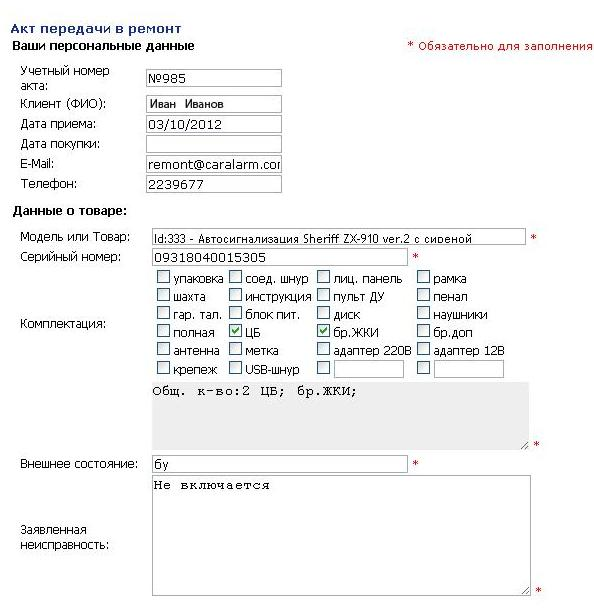 Акт передачи в ремонт
Ваши персональные данные
* Обязательно для заполнения
Учетный номер
акта:
№985
Клиент (ФИО):
Иван Иванов
Дата приема:
03/10/2012
Дата покупки:
E-Mail:
remont@caralarm.cor
Телефон:
2239677
Данные о товаре:
Модель или Товар:
Id:333 - Автосигнализация Sheriff ZX-910 ver.2 с сиреной *
Серийный номер:
09318040015305 *
Комплектация:
упаковка соед. шнур лиц. панель рамка
шахта инструкция пульт ДУ пенал
гар. тал. блок пит. диск наушники
полная ЦБ бр.ЖКИ бр.доп
антенна метка адаптер 220В адаптер 12В
крепеж USB-шнур
Общ. к-во:2 ЦБ; бр.ЖКИ;
*
Внешнее состояние:
бу *
Заявленная
неисправность:
Не включается
*